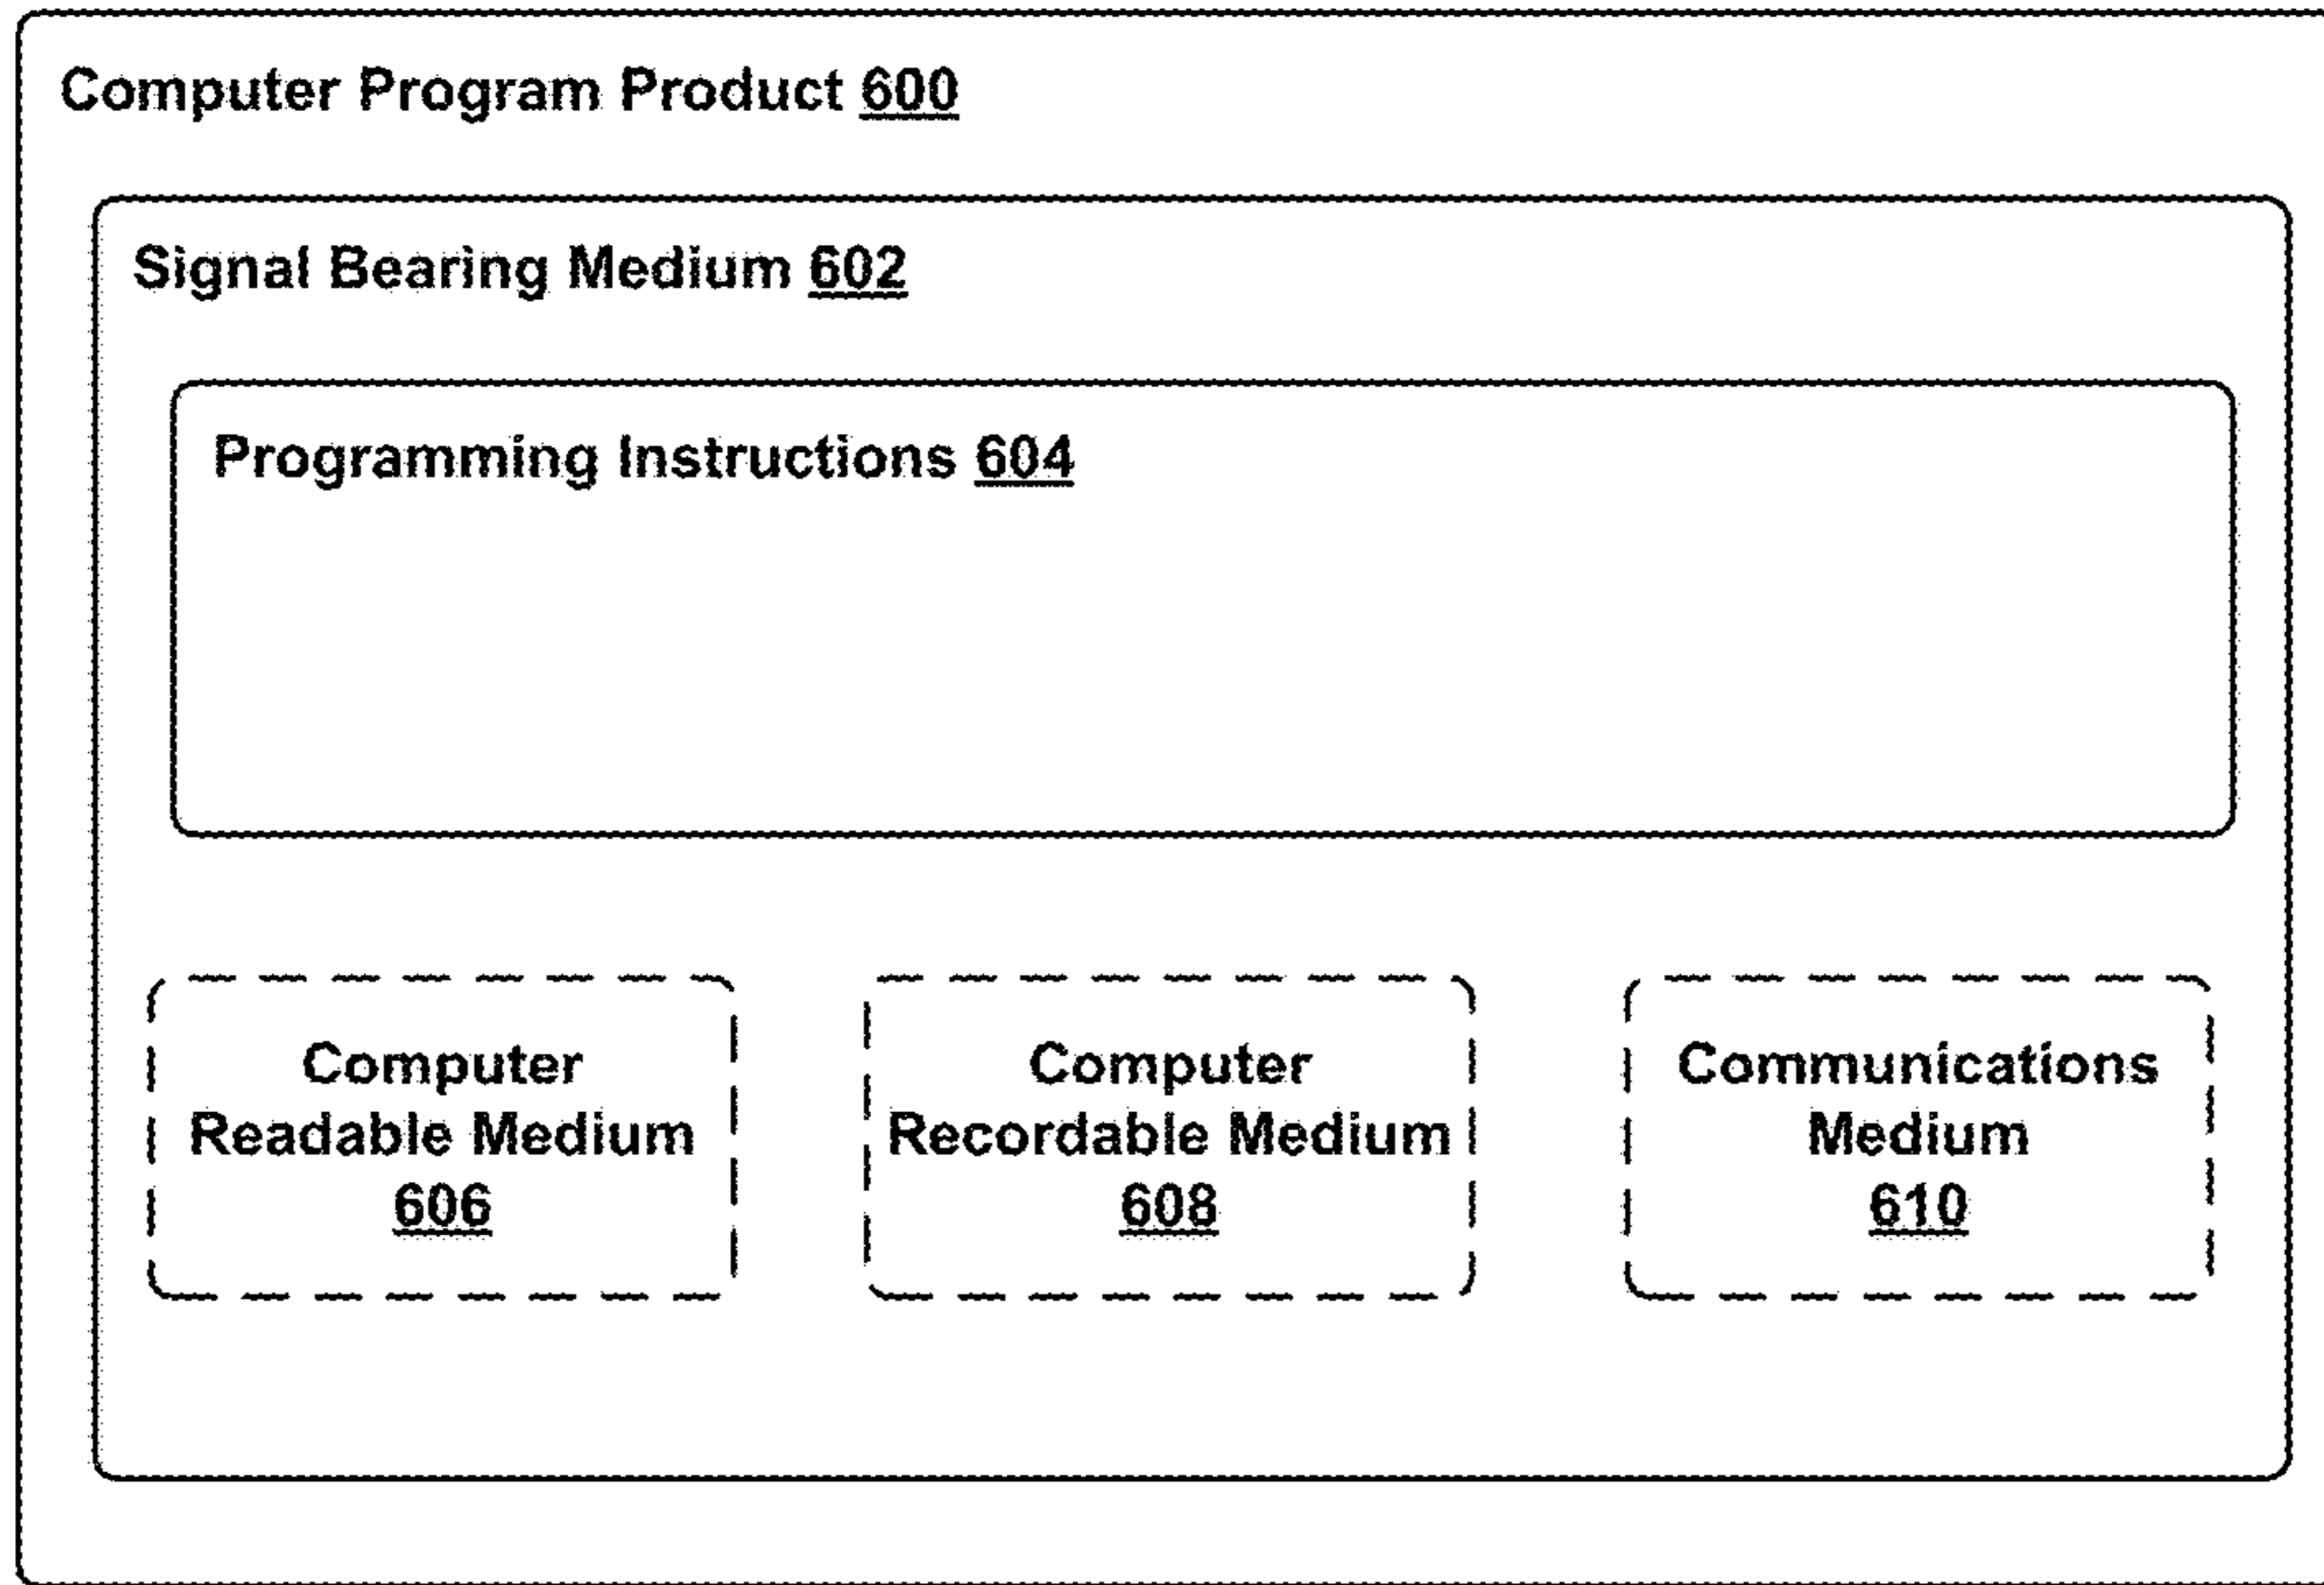 Computer Program Product 600
Signal Bearing Medium 602
Programming Instructions 604
Computer
Readable Medium
606
Computer
Recordable Medium
608
Communications
Medium
610